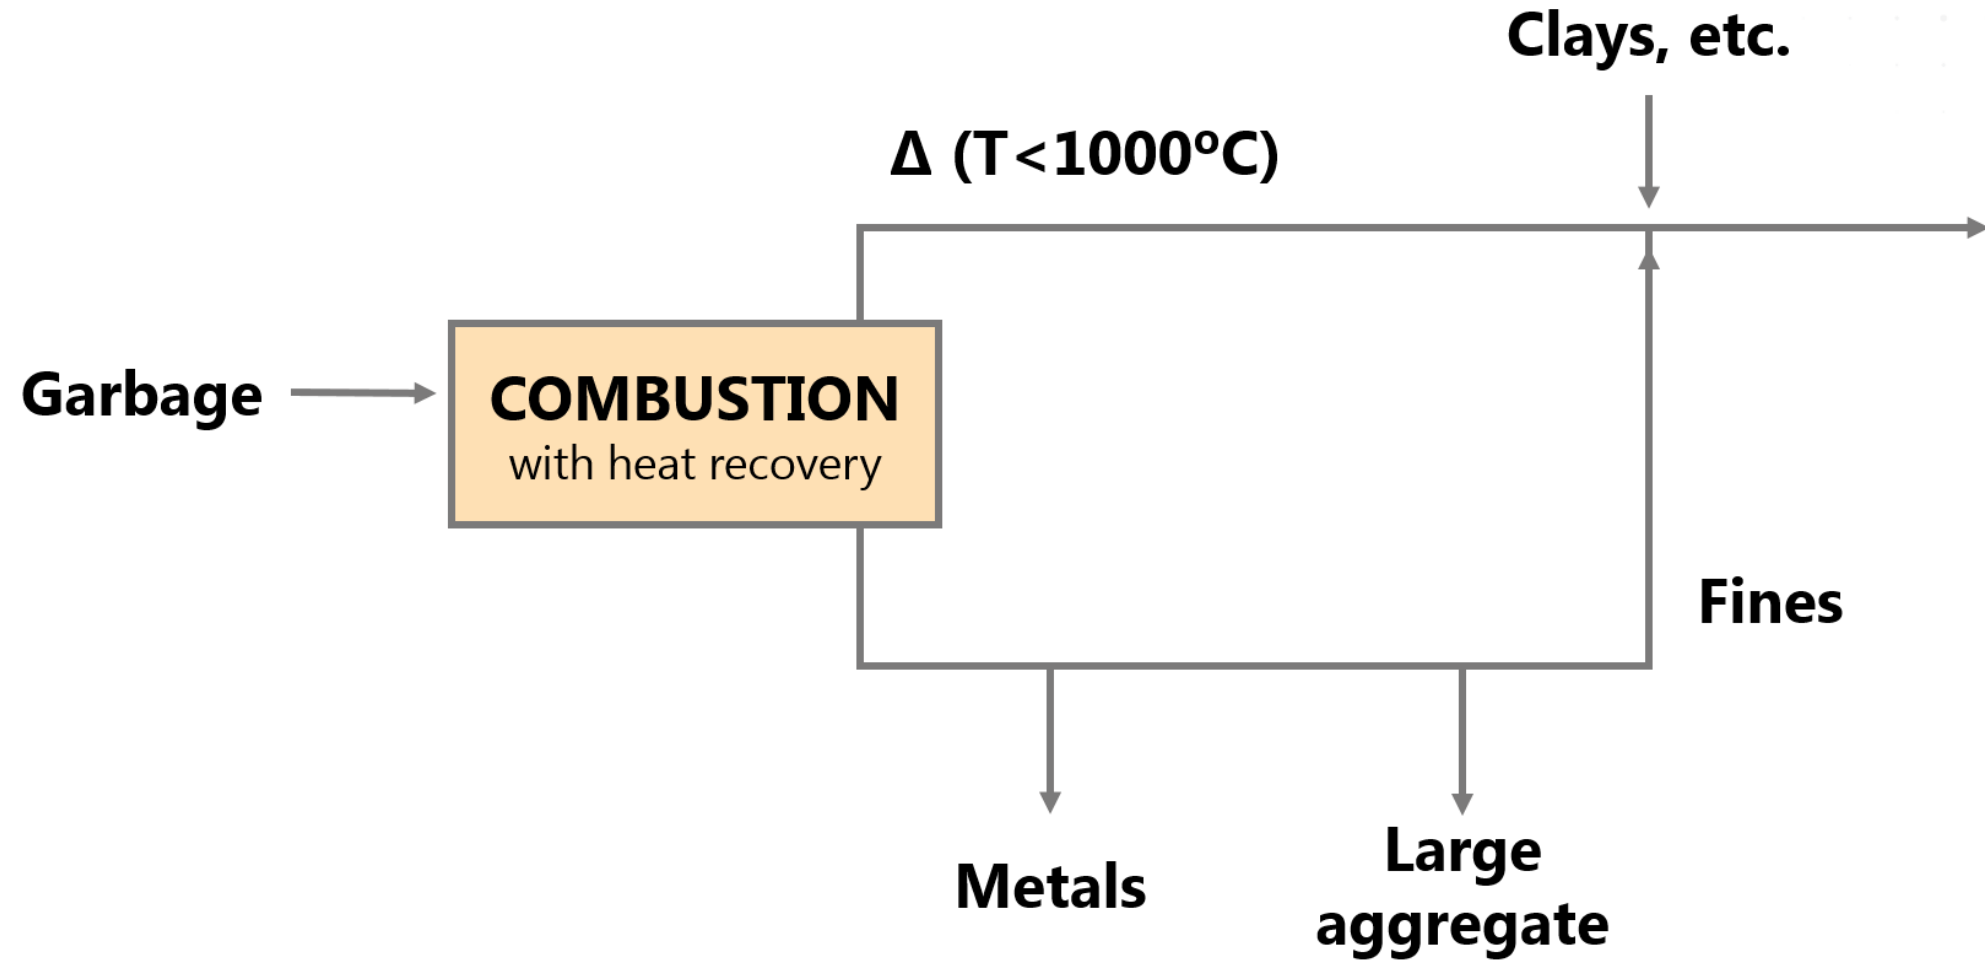 Clays, etc.
Δ (T<1000ºC)
Garbage
COMBUSTION
with heat recovery
Fines
Metals
Large
aggregate